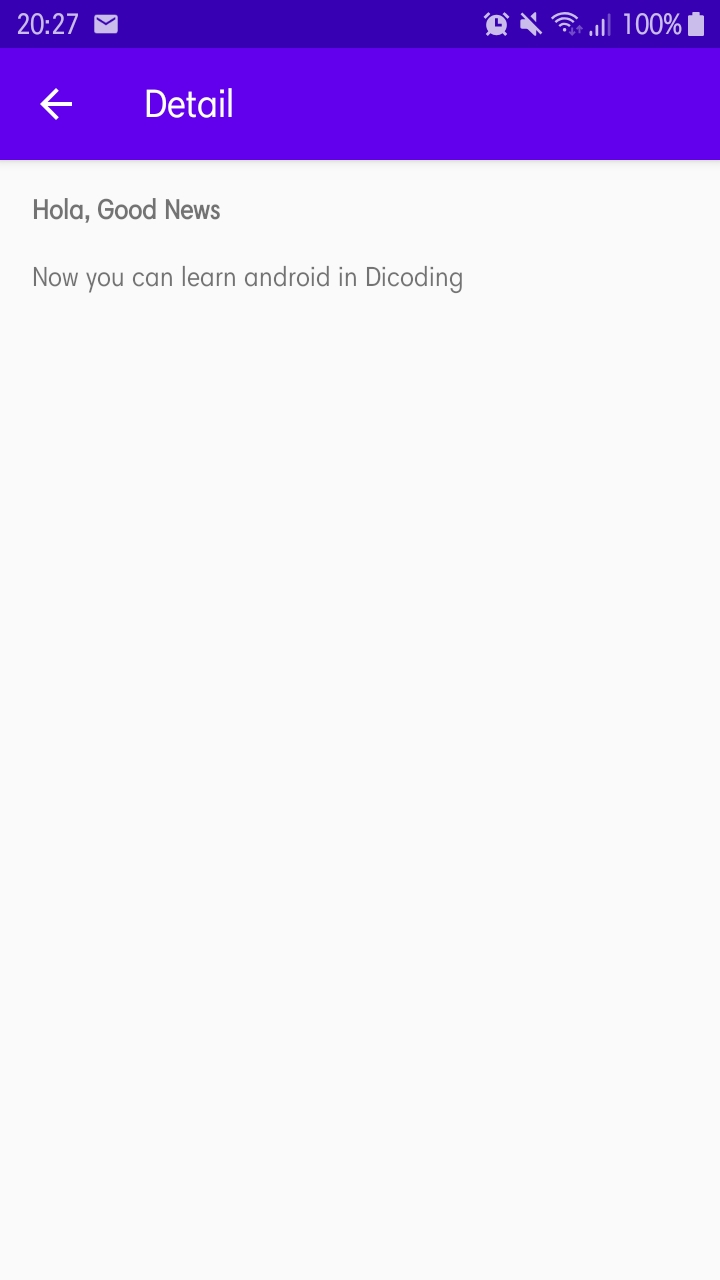 20:27 100%
Detail
Hola, Good News
Now you can learn android in Dicoding